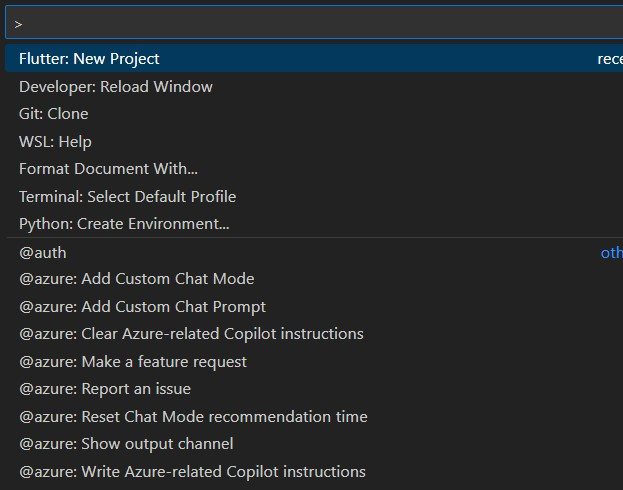 >
Flutter: New Project
Developer: Reload Window
Git: Clone
WSL: Help
Format Document With...
Terminal: Select Default Profile
Python: Create Environment...
@auth
@azure: Add Custom Chat Mode
@azure: Add Custom Chat Prompt
@azure: Clear Azure-related Copilot instructions
@azure: Make a feature request
@azure: Report an issue
@azure: Reset Chat Mode recommendation time
@azure: Show output channel
@azure: Write Azure-related Copilot instructions